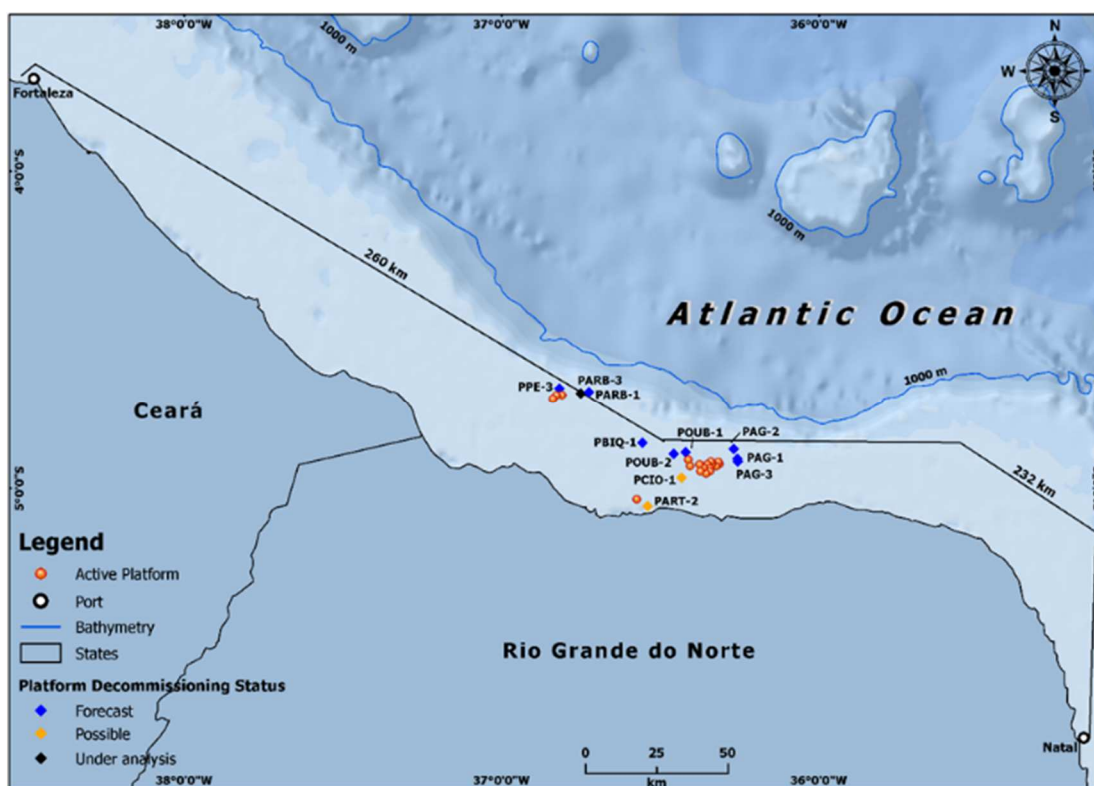 38°0'0"W
37°0'0"W
36°0'0"W
1000 m
N
W
E
S
Fortaleza
4°0'0"S
1000 m
260 km
Atlantic Ocean
1000 m
PPE-3
PARB-3
PARB-1
Ceará
POUB-1
PAG-2
PBIQ-1
POUB-2
PAG-1
PCIO-1
PAG-3
232 km
5°0'0"S
PART-2
Legend
Active Platform
Port
Bathymetry
States
Rio Grande do Norte
Platform Decommissioning Status
Forecast
Possible
Under analysis
0 25 50
km
Natal
38°0'0"W
37°0'0"W
36°0'0"W